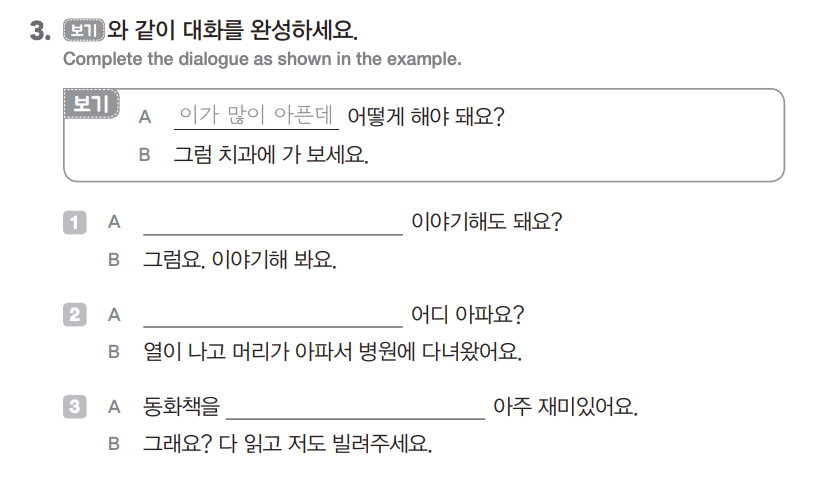 3. 보기와 같이 대화를 완성하세요.
Complete the dialogue as shown in the example.
보기
A 이가 많이 아픈데 어떻게 해야 돼요?
B 그럼 치과에 가 보세요.
1 A 이야기해도 돼요?
B 그럼요. 이야기해 봐요.
2 A 어디 아파요?
B 열이 나고 머리가 아파서 병원에 다녀왔어요.
3 A 동화책을 아주 재미있어요.
B 그래요? 다 읽고 저도 빌려주세요.